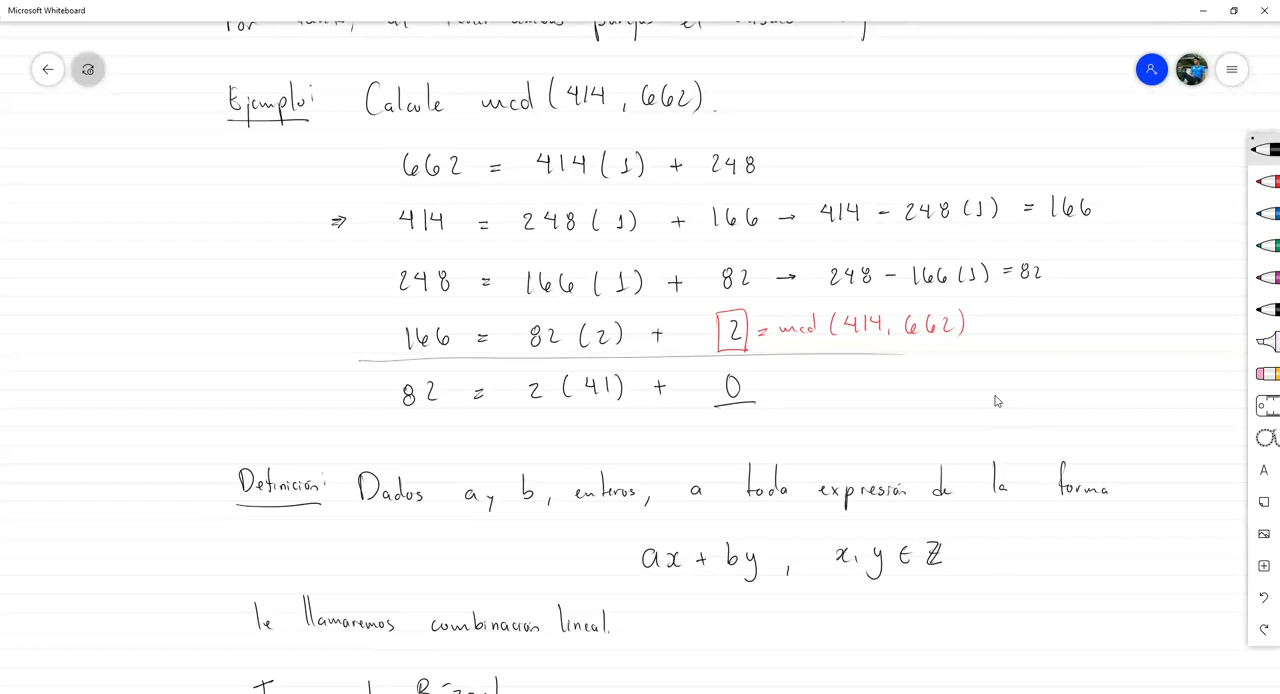 Microsoft Whiteboard
Ejemplo: Calcule mcd (414, 662).
662 = 414(1) + 248
⇒ 414 = 248(1) + 166 → 414 - 248(1) = 166
248 = 166(1) + 82 → 248 - 166(1) = 82
166 = 82(2) + 2 = mcd(414, 662)
82 = 2(41) + 0
Definición: Dados a y b, enteros, a toda expresión de la forma
ax + by, x, y ∈ ℤ
le llamaremos combinación lineal.